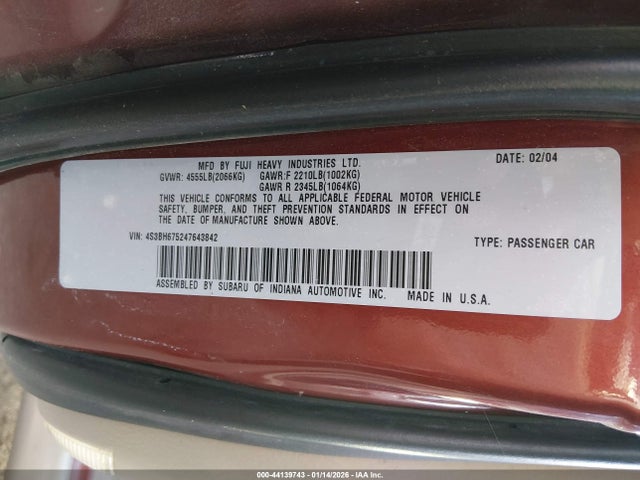 MFD BY FUJI HEAVY INDUSTRIES LTD. DATE: 02/04
GVWR: 4555LB(2066KG) GAWR:F 2210LB(1002KG)
GAWR R 2345LB(1064KG)
THIS VEHICLE CONFORMS TO ALL APPLICABLE FEDERAL MOTOR VEHICLE
SAFETY, BUMPER, AND THEFT PREVENTION STANDARDS IN EFFECT ON
THE DATE OF MANUFACTURE SHOWN ABOVE.
VIN: 4S3BH675247643842 TYPE: PASSENGER CAR
ASSEMBLED BY SUBARU OF INDIANA AUTOMOTIVE INC. MADE IN U.S.A.
000-44139743 - 01/14/2026 - IAA Inc.